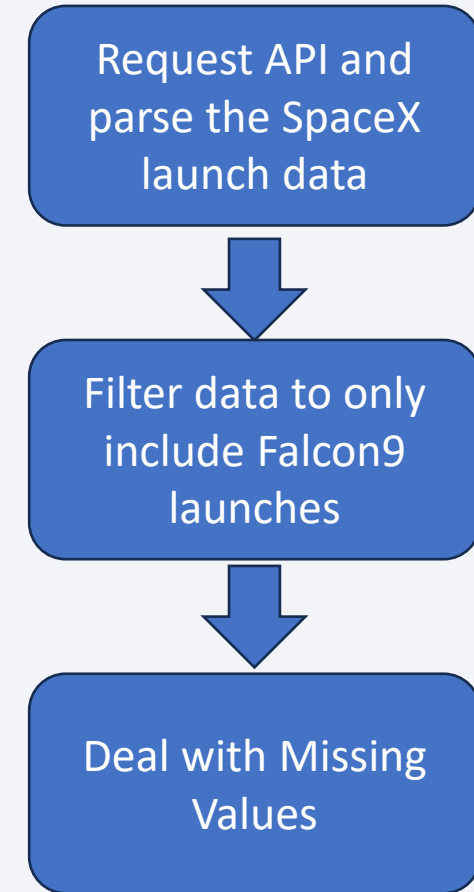 Request API and
parse the SpaceX
launch data
Filter data to only
include Falcon9
launches
Deal with Missing
Values